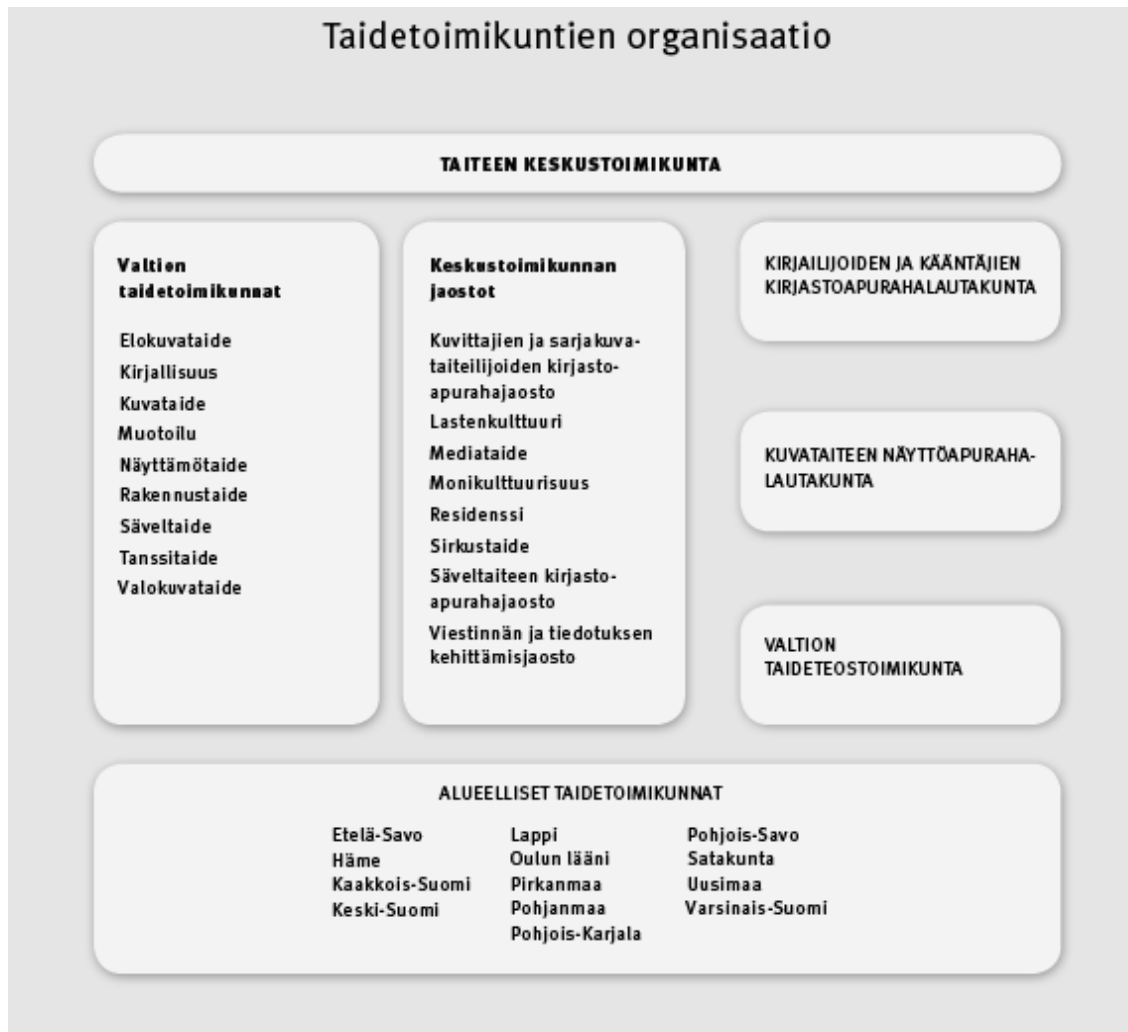 Taidetoimikuntien organisaatio
TAITEEN KESKUSTOIMIKUNTA
Valtien
taidetoimikunnat
Elokuvataide
Kirjallisuus
Kuvataide
Muotoilu
Näyttämötaide
Rakennustaide
Säveltaide
Tanssitaide
Valokuvataide
Keskustoimikunnan
jaostot
Kuvittajien ja sarjakuva-
taiteilijoiden kirjasto-
apurahajaosto
Lastenkulttuuri
Mediataide
Monikulttuurisuus
Residenssi
Sirkustaide
Säveltaiteen kirjasto-
apurahajaosto
Viestinnän ja tiedotuksen
kehittämisjaosto
KIRJAILIJOIDEN JA KÄÄNTÄJIEN
KIRJASTOAPURAHALAUTAKUNTA
KUVATAITEEN NÄYTTÖAPURAHA-
LAUTAKUNTA
VALTION
TAIDETEOSTOIMIKUNTA
ALUEELLISET TAIDETOIMIKUNNAT
Etelä-Savo
Häme
Kaakkois-Suomi
Keski-Suomi
Lappi
Oulun lääni
Pirkanmaa
Pohjanmaa
Pohjois-Karjala
Pohjois-Savo
Satakunta
Uusimaa
Varsinais-Suomi